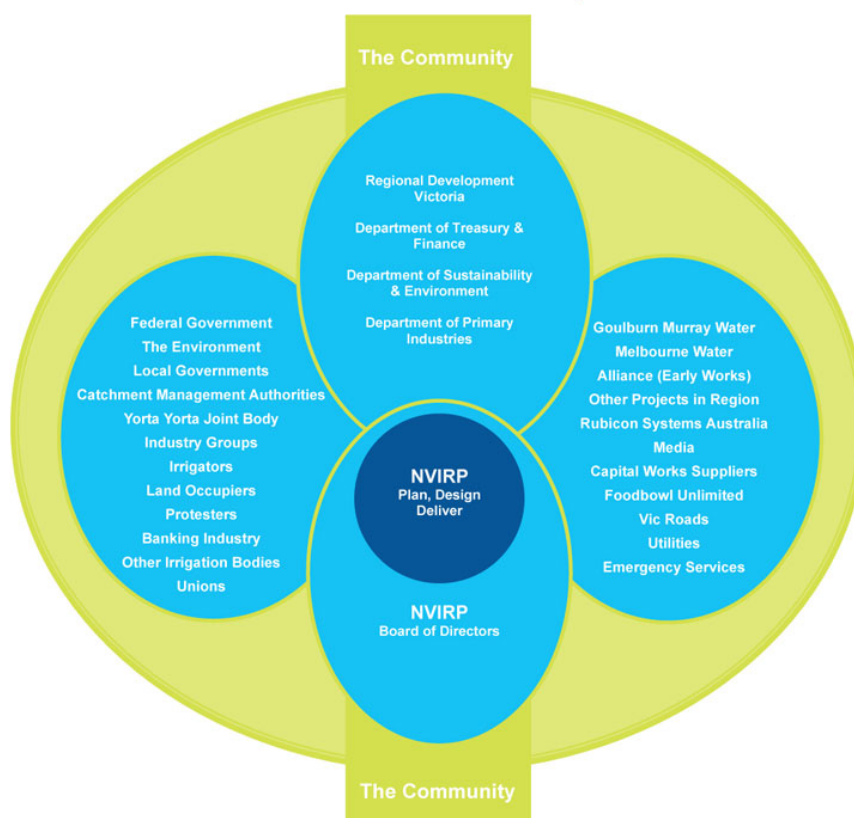 The Community
Regional Development
Victoria
Department of Treasury &
Finance
Department of Sustainability
& Environment
Department of Primary
Industries
Federal Government
The Environment
Local Governments
Catchment Management Authorities
Yorta Yorta Joint Body
Industry Groups
Irrigators
Land Occupiers
Protesters
Banking Industry
Other Irrigation Bodies
Unions
Goulburn Murray Water
Melbourne Water
Alliance (Early Works)
Other Projects in Region
Rubicon Systems Australia
Media
Capital Works Suppliers
Foodbowl Unlimited
Vic Roads
Utilities
Emergency Services
NVIRP
Plan, Design
Deliver
NVIRP
Board of Directors
The Community